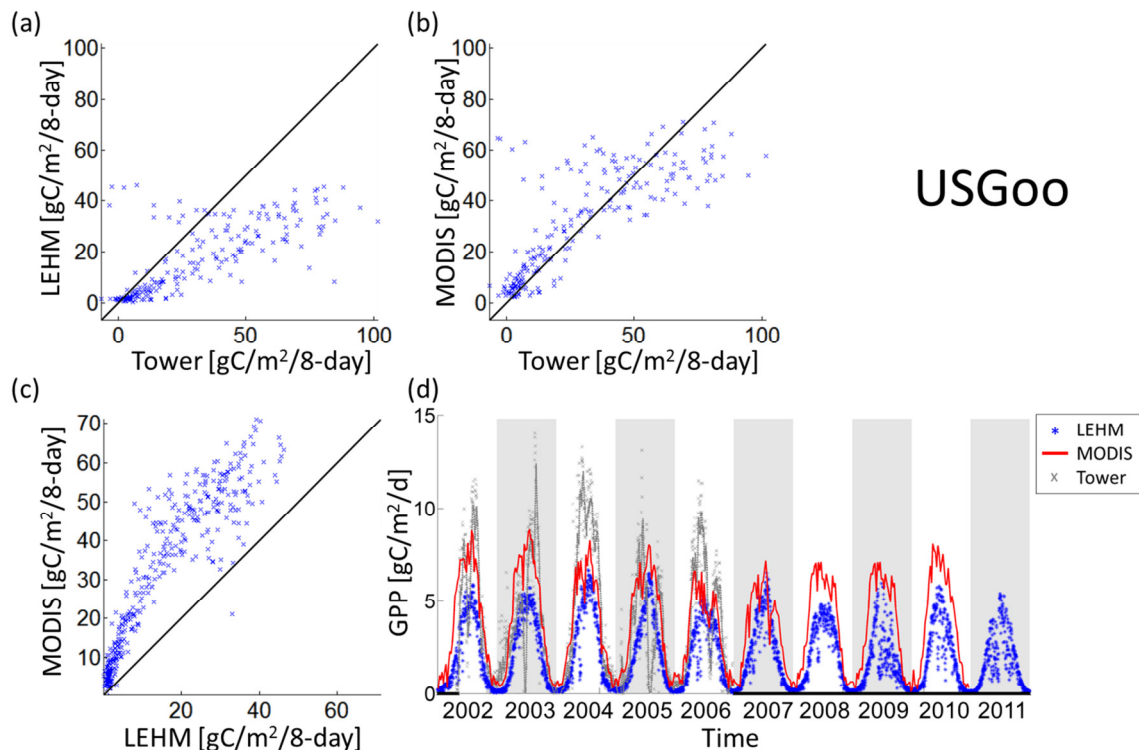 (a)
LEHM [gC/m²/8-day]
100
80
60
40
20
0
0 50 100
Tower [gC/m²/8-day]
(b)
MODIS [gC/m²/8-day]
100
80
60
40
20
0
0 50 100
Tower [gC/m²/8-day]
USGoo
(c)
MODIS [gC/m²/8-day]
70
60
50
40
30
20
10
20 40 60
LEHM [gC/m²/8-day]
(d)
GPP [gC/m²/d]
15
10
5
0
2002 2003 2004 2005 2006 2007 2008 2009 2010 2011
Time
LEHM
MODIS
Tower